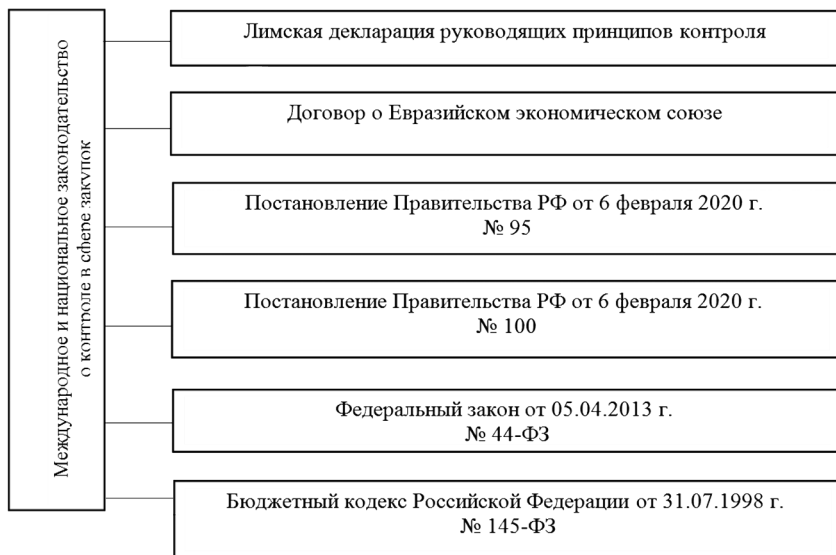 Международное и национальное законодательство
о контроле в сфере закупок
Лимская декларация руководящих принципов контроля
Договор о Евразийском экономическом союзе
Постановление Правительства РФ от 6 февраля 2020 г.
№ 95
Постановление Правительства РФ от 6 февраля 2020 г.
№ 100
Федеральный закон от 05.04.2013 г.
№ 44-ФЗ
Бюджетный кодекс Российской Федерации от 31.07.1998 г.
№ 145-ФЗ